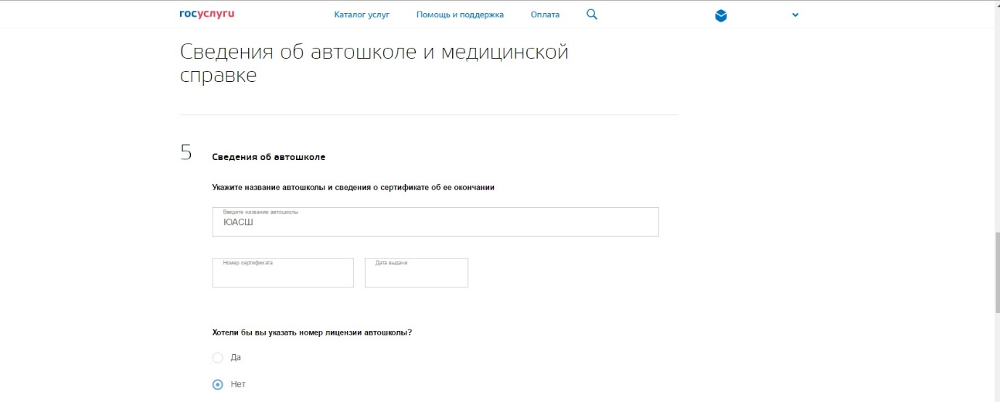 госуслуги Каталог услуг Помощь и поддержка Оплата
Сведения об автошколе и медицинской
справке
5 Сведения об автошколе
Укажите название автошколы и сведения о сертификате об ее окончании
Введите название автошколы
ЮАСШ
Номер сертификата Дата выдачи
Хотели бы вы указать номер лицензии автошколы?
Да
Нет